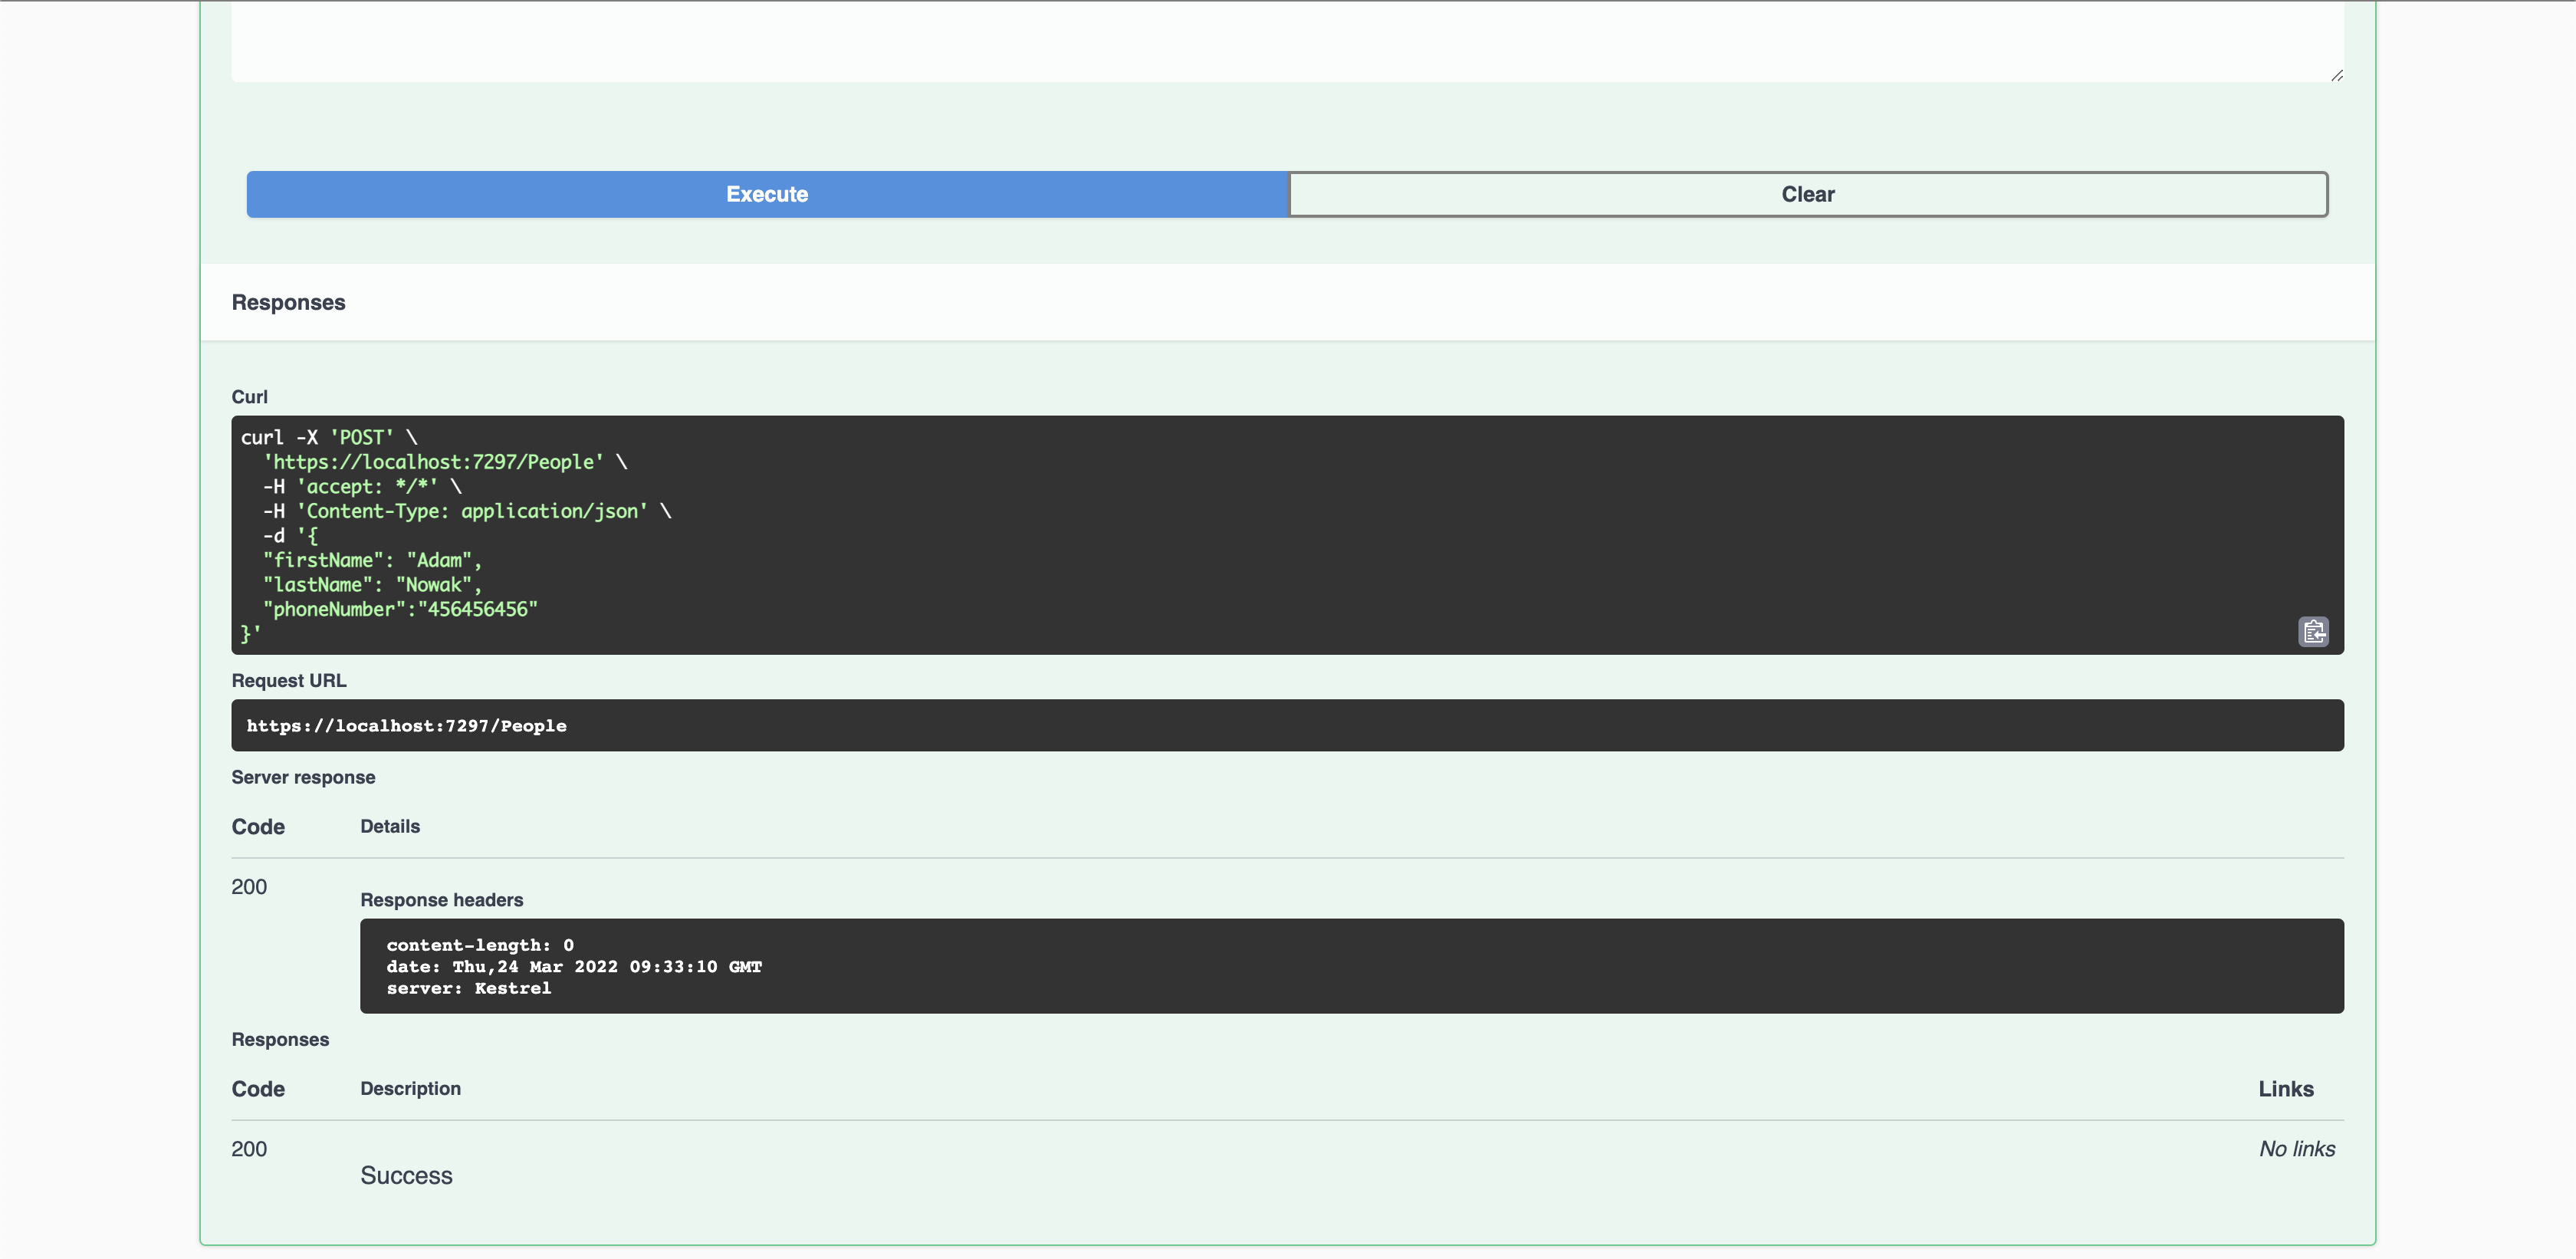 Execute
Clear
Responses
Curl
curl -X 'POST' \
'https://localhost:7297/People' \
-H 'accept: */*' \
-H 'Content-Type: application/json' \
-d '{
"firstName": "Adam",
"lastName": "Nowak",
"phoneNumber":"456456456"
}'
Request URL
https://localhost:7297/People
Server response
Code Details
200
Response headers
content-length: 0
date: Thu,24 Mar 2022 09:33:10 GMT
server: Kestrel
Responses
Code Description Links
200 No links
Success